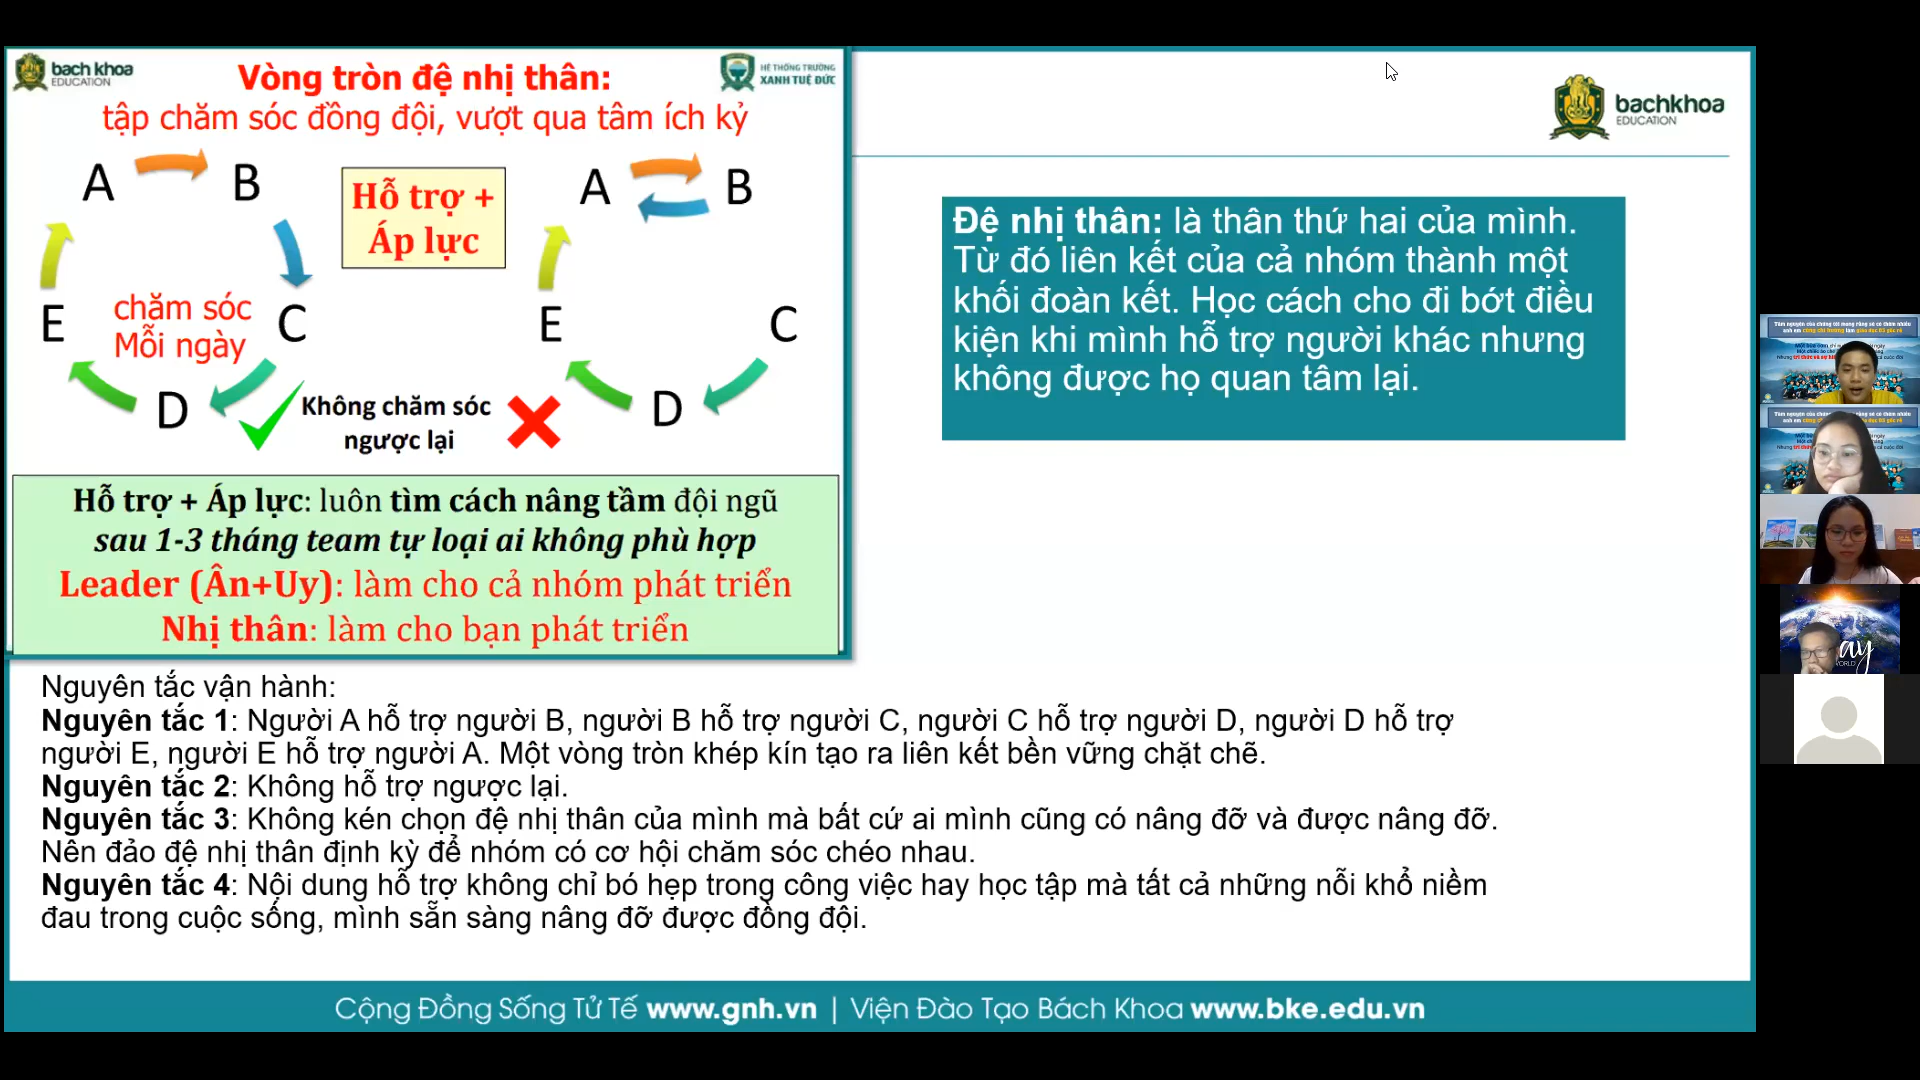 bach khoa
EDUCATION
Vòng tròn đệ nhị thân:
HỆ THỐNG TRƯỜNG
XANH TUỆ ĐỨC
tập chăm sóc đồng đội, vượt qua tâm ích kỷ
A
B
C
D
E
chăm sóc
Mỗi ngày
Hỗ trợ +
Áp lực
A
B
C
D
E
Không chăm sóc
ngược lại
Hỗ trợ + Áp lực: luôn tìm cách nâng tầm đội ngũ
sau 1-3 tháng team tự loại ai không phù hợp
Leader (Ân+Uy): làm cho cả nhóm phát triển
Nhị thân: làm cho bạn phát triển
bachkhoa
EDUCATION
Đệ nhị thân: là thân thứ hai của mình.
Từ đó liên kết của cả nhóm thành một
khối đoàn kết. Học cách cho đi bớt điều
kiện khi mình hỗ trợ người khác nhưng
không được họ quan tâm lại.
Nguyên tắc vận hành:
Nguyên tắc 1: Người A hỗ trợ người B, người B hỗ trợ người C, người C hỗ trợ người D, người D hỗ trợ
người E, người E hỗ trợ người A. Một vòng tròn khép kín tạo ra liên kết bền vững chặt chẽ.
Nguyên tắc 2: Không hỗ trợ ngược lại.
Nguyên tắc 3: Không kén chọn đệ nhị thân của mình mà bất cứ ai mình cũng có nâng đỡ và được nâng đỡ.
Nên đảo đệ nhị thân định kỳ để nhóm có cơ hội chăm sóc chéo nhau.
Nguyên tắc 4: Nội dung hỗ trợ không chỉ bó hẹp trong công việc hay học tập mà tất cả những nỗi khổ niềm
đau trong cuộc sống, mình sẵn sàng nâng đỡ được đồng đội.
Cộng Đồng Sống Tử Tế www.gnh.vn | Viện Đào Tạo Bách Khoa www.bke.edu.vn